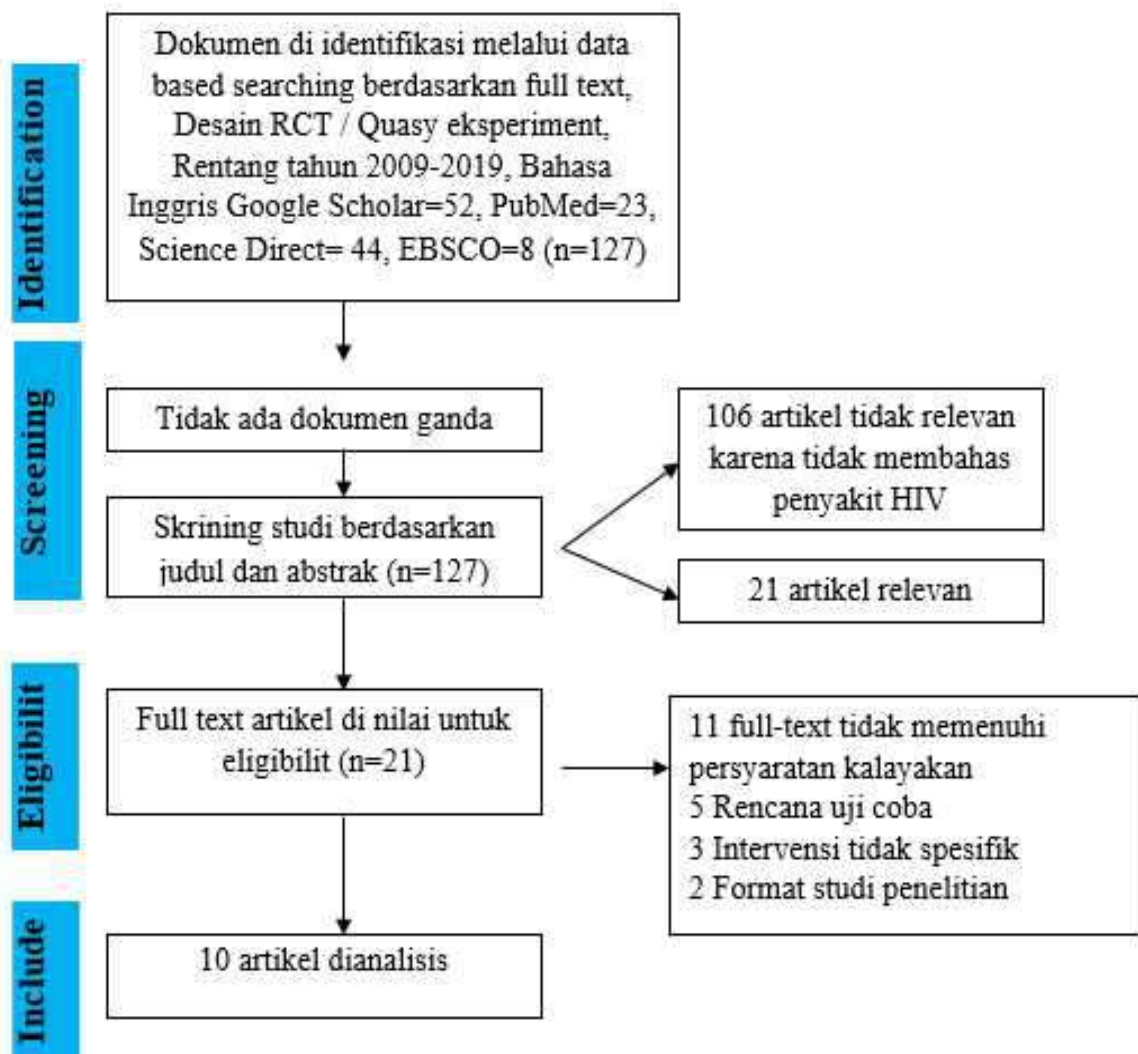 Identification
Dokumen di identifikasi melalui data
based searching berdasarkan full text,
Desain RCT / Quasy eksperiment,
Rentang tahun 2009-2019, Bahasa
Inggris Google Scholar=52, PubMed=23,
Science Direct= 44, EBSCO=8 (n=127)
Screening
Tidak ada dokumen ganda
Skrining studi berdasarkan
judul dan abstrak (n=127)
106 artikel tidak relevan
karena tidak membahas
penyakit HIV
21 artikel relevan
Eligibilit
Full text artikel di nilai untuk
eligibilit (n=21)
11 full-text tidak memenuhi
persyaratan kalayakan
5 Rencana uji coba
3 Intervensi tidak spesifik
2 Format studi penelitian
Include
10 artikel dianalisis